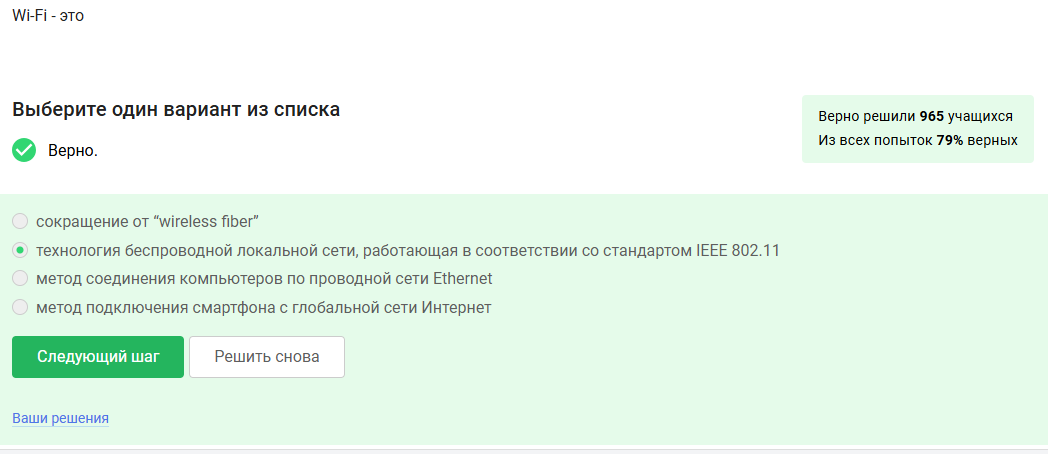 Wi-Fi - это
Выберите один вариант из списка
Верно.
Верно решили 965 учащихся
Из всех попыток 79% верных
сокращение от “wireless fiber”
технология беспроводной локальной сети, работающая в соответствии со стандартом IEEE 802.11
метод соединения компьютеров по проводной сети Ethernet
метод подключения смартфона с глобальной сети Интернет
Следующий шаг
Решить снова
Ваши решения